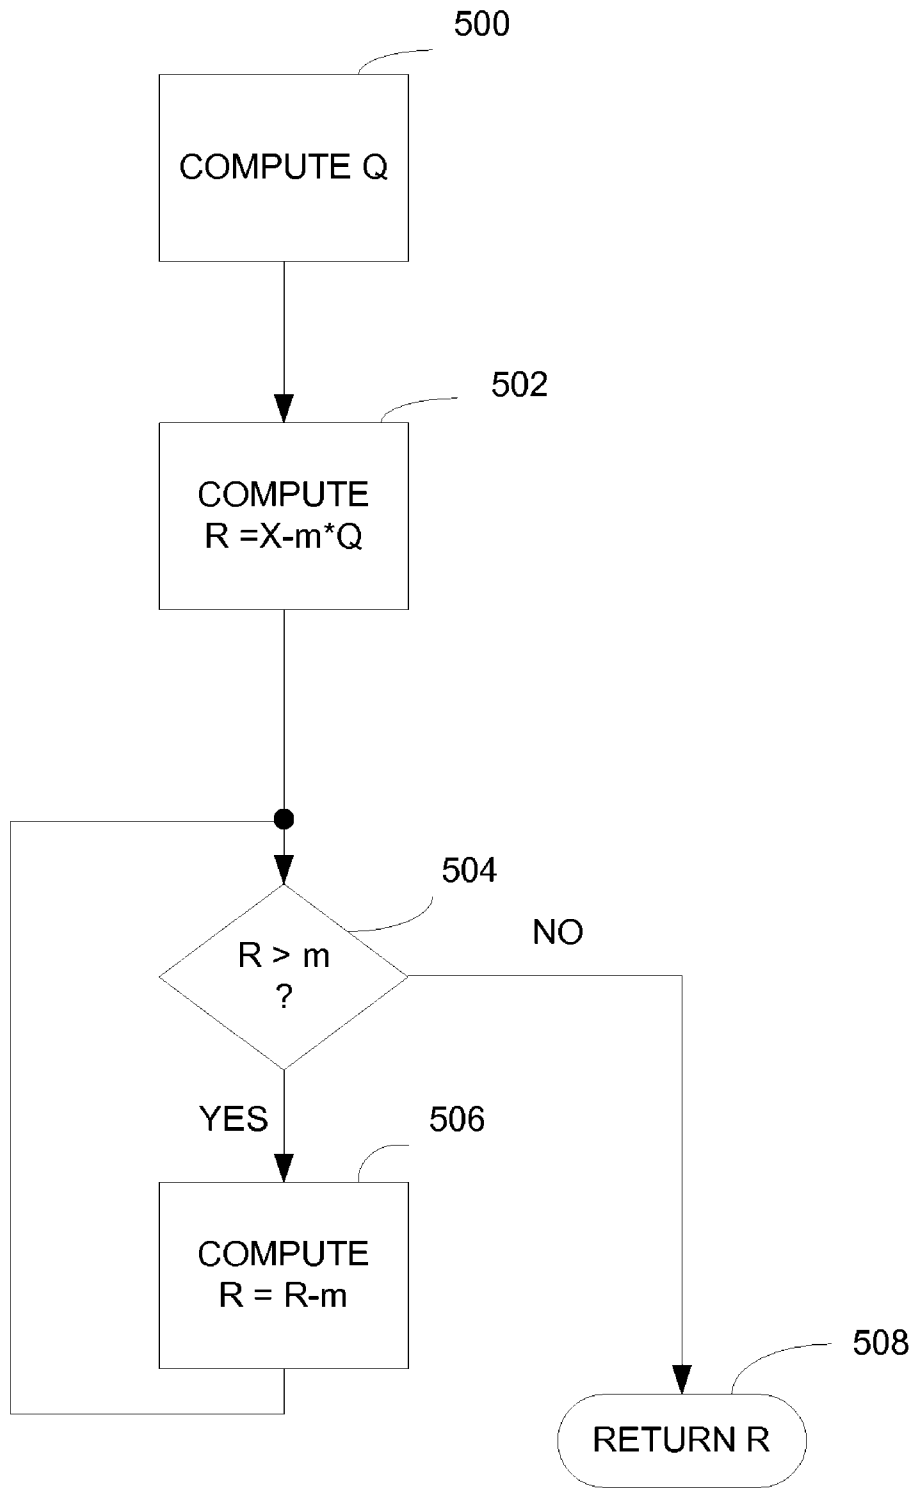 500
COMPUTE Q
502
COMPUTE
R =X-m*Q
504
R > m
?
NO
YES
506
COMPUTE
R = R-m
508
RETURN R